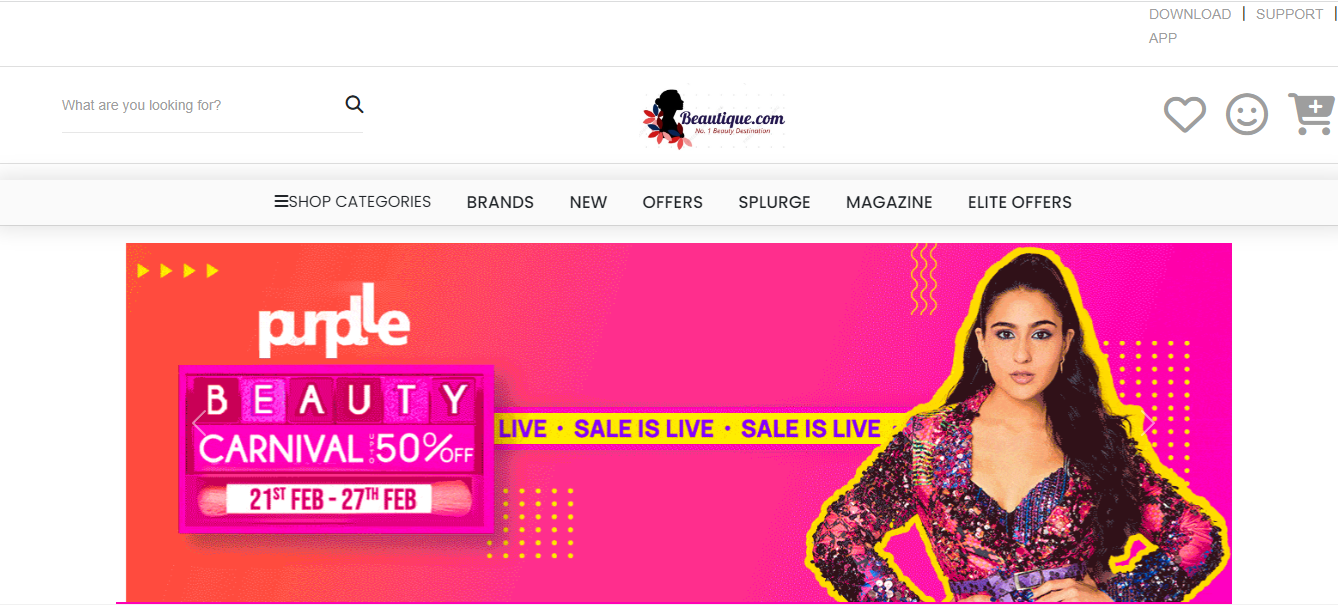 DOWNLOAD | SUPPORT |
APP
What are you looking for?
Beautique.com
No. 1 Beauty Destination
SHOP CATEGORIES BRANDS NEW OFFERS SPLURGE MAGAZINE ELITE OFFERS
purplle
BEAUTY
CARNIVAL UPTO 50% OFF
LIVE • SALE IS LIVE • SALE IS LIVE •
21ST FEB - 27TH FEB